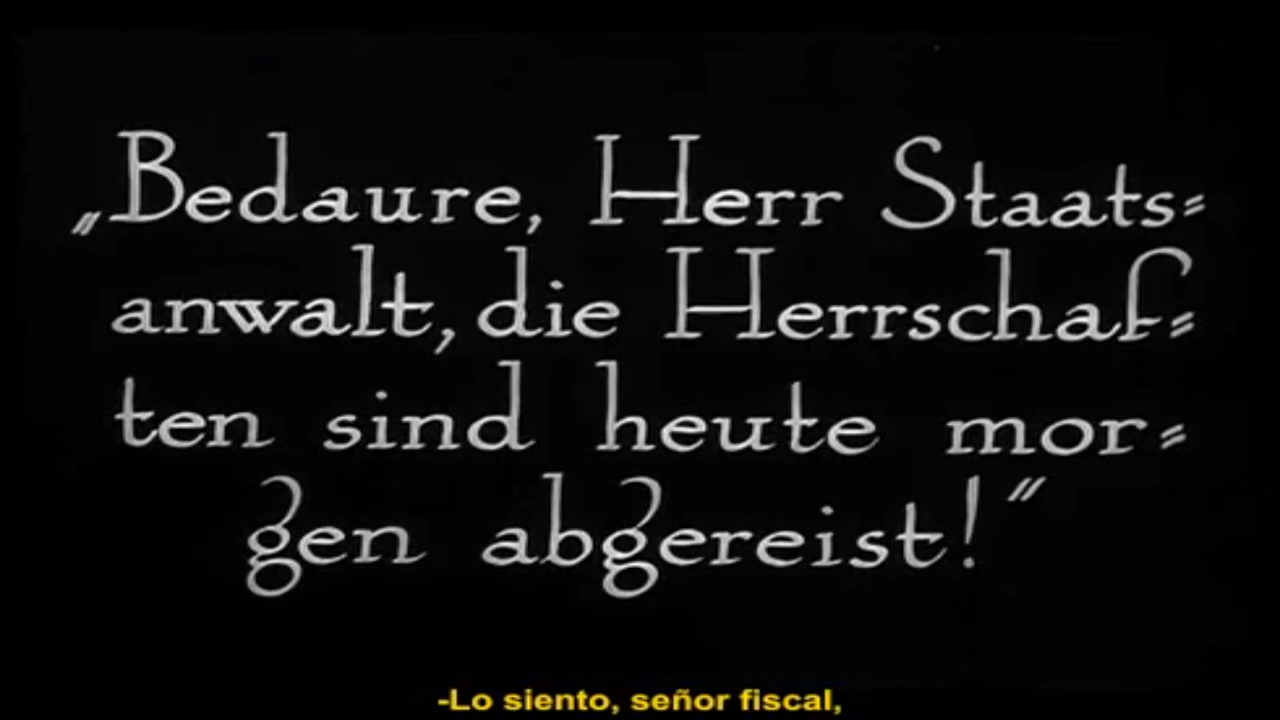 „Bedaure, Herr Staats=
anwalt, die Herrschaf=
ten sind heute mor=
gen abgereist!“
-Lo siento, señor fiscal,